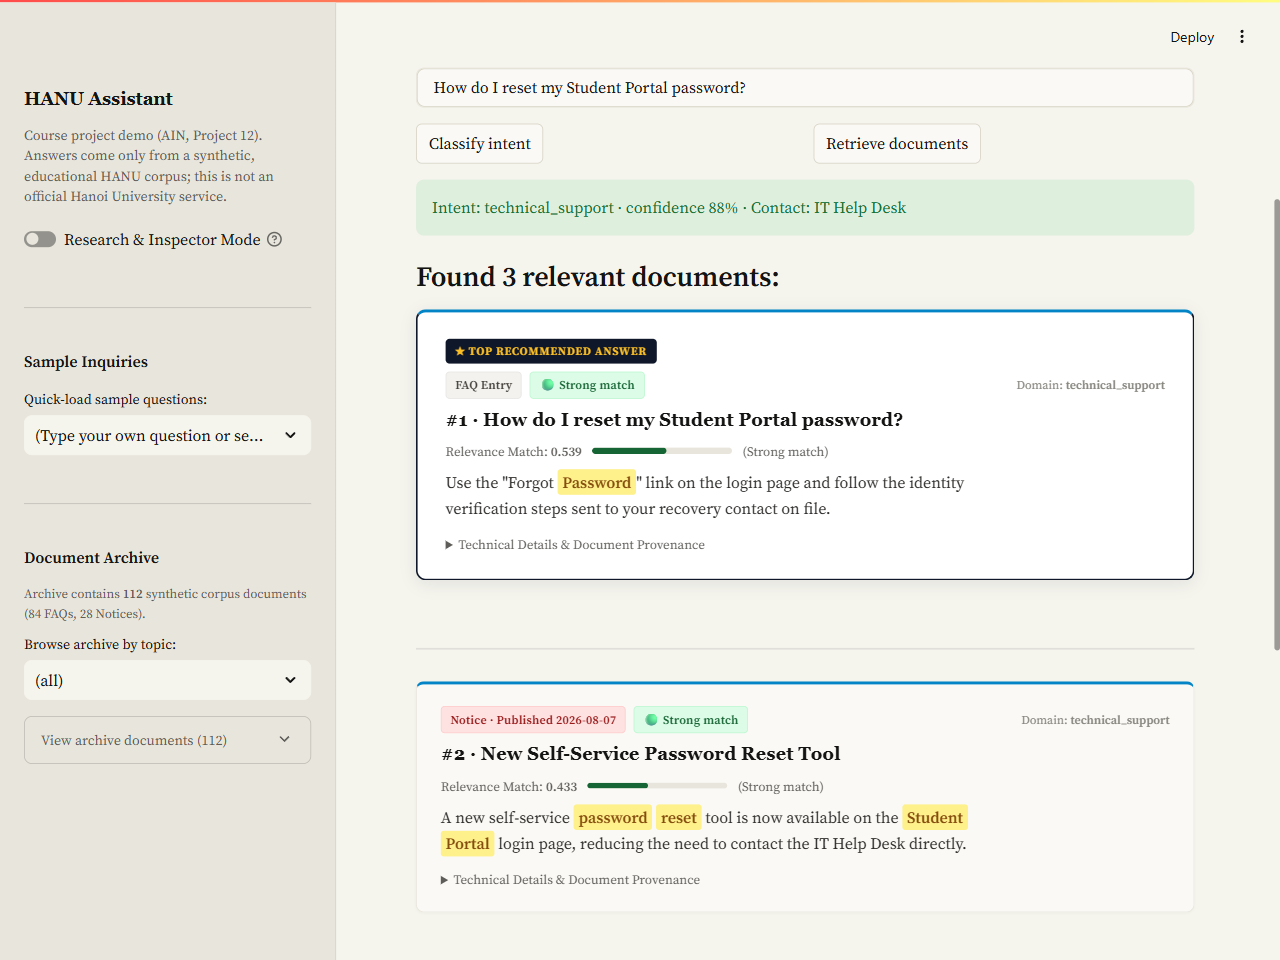 Deploy
HANU Assistant
Course project demo (AIN, Project 12).
Answers come only from a synthetic,
educational HANU corpus; this is not an
official Hanoi University service.
Research & Inspector Mode
Sample Inquiries
Quick-load sample questions:
(Type your own question or se...
Document Archive
Archive contains 112 synthetic corpus documents
(84 FAQs, 28 Notices).
Browse archive by topic:
(all)
View archive documents (112)
How do I reset my Student Portal password?
Classify intent
Retrieve documents
Intent: technical_support · confidence 88% · Contact: IT Help Desk
Found 3 relevant documents:
★ TOP RECOMMENDED ANSWER
FAQ Entry Strong match Domain: technical_support
#1 · How do I reset my Student Portal password?
Relevance Match: 0.539 (Strong match)
Use the "Forgot Password" link on the login page and follow the identity
verification steps sent to your recovery contact on file.
▶ Technical Details & Document Provenance
Notice · Published 2026-08-07 Strong match Domain: technical_support
#2 · New Self-Service Password Reset Tool
Relevance Match: 0.433 (Strong match)
A new self-service password reset tool is now available on the Student
Portal login page, reducing the need to contact the IT Help Desk directly.
▶ Technical Details & Document Provenance